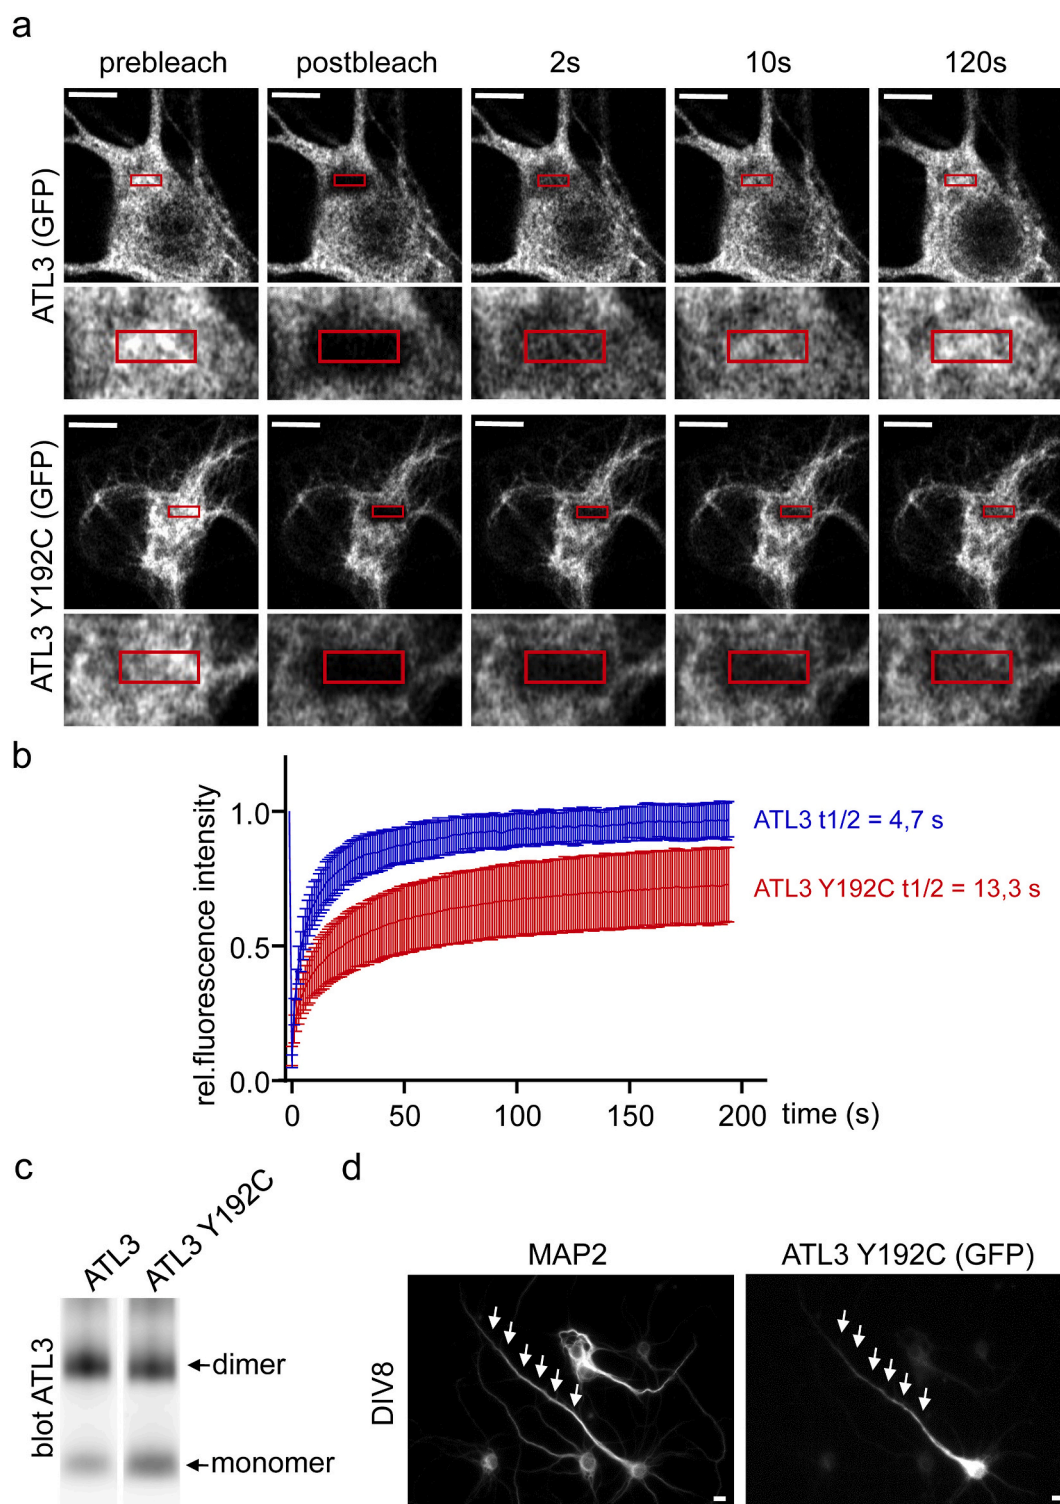 a
prebleach postbleach 2s 10s 120s
ATL3 (GFP)
ATL3 Y192C (GFP)
b
rel.fluorescence intensity
1.0
0.5
0.0
0 50 100 150 200 time (s)
ATL3 t1/2 = 4,7 s
ATL3 Y192C t1/2 = 13,3 s
c
ATL3 ATL3 Y192C
blot ATL3
dimer
monomer
d
MAP2 ATL3 Y192C (GFP)
DIV8